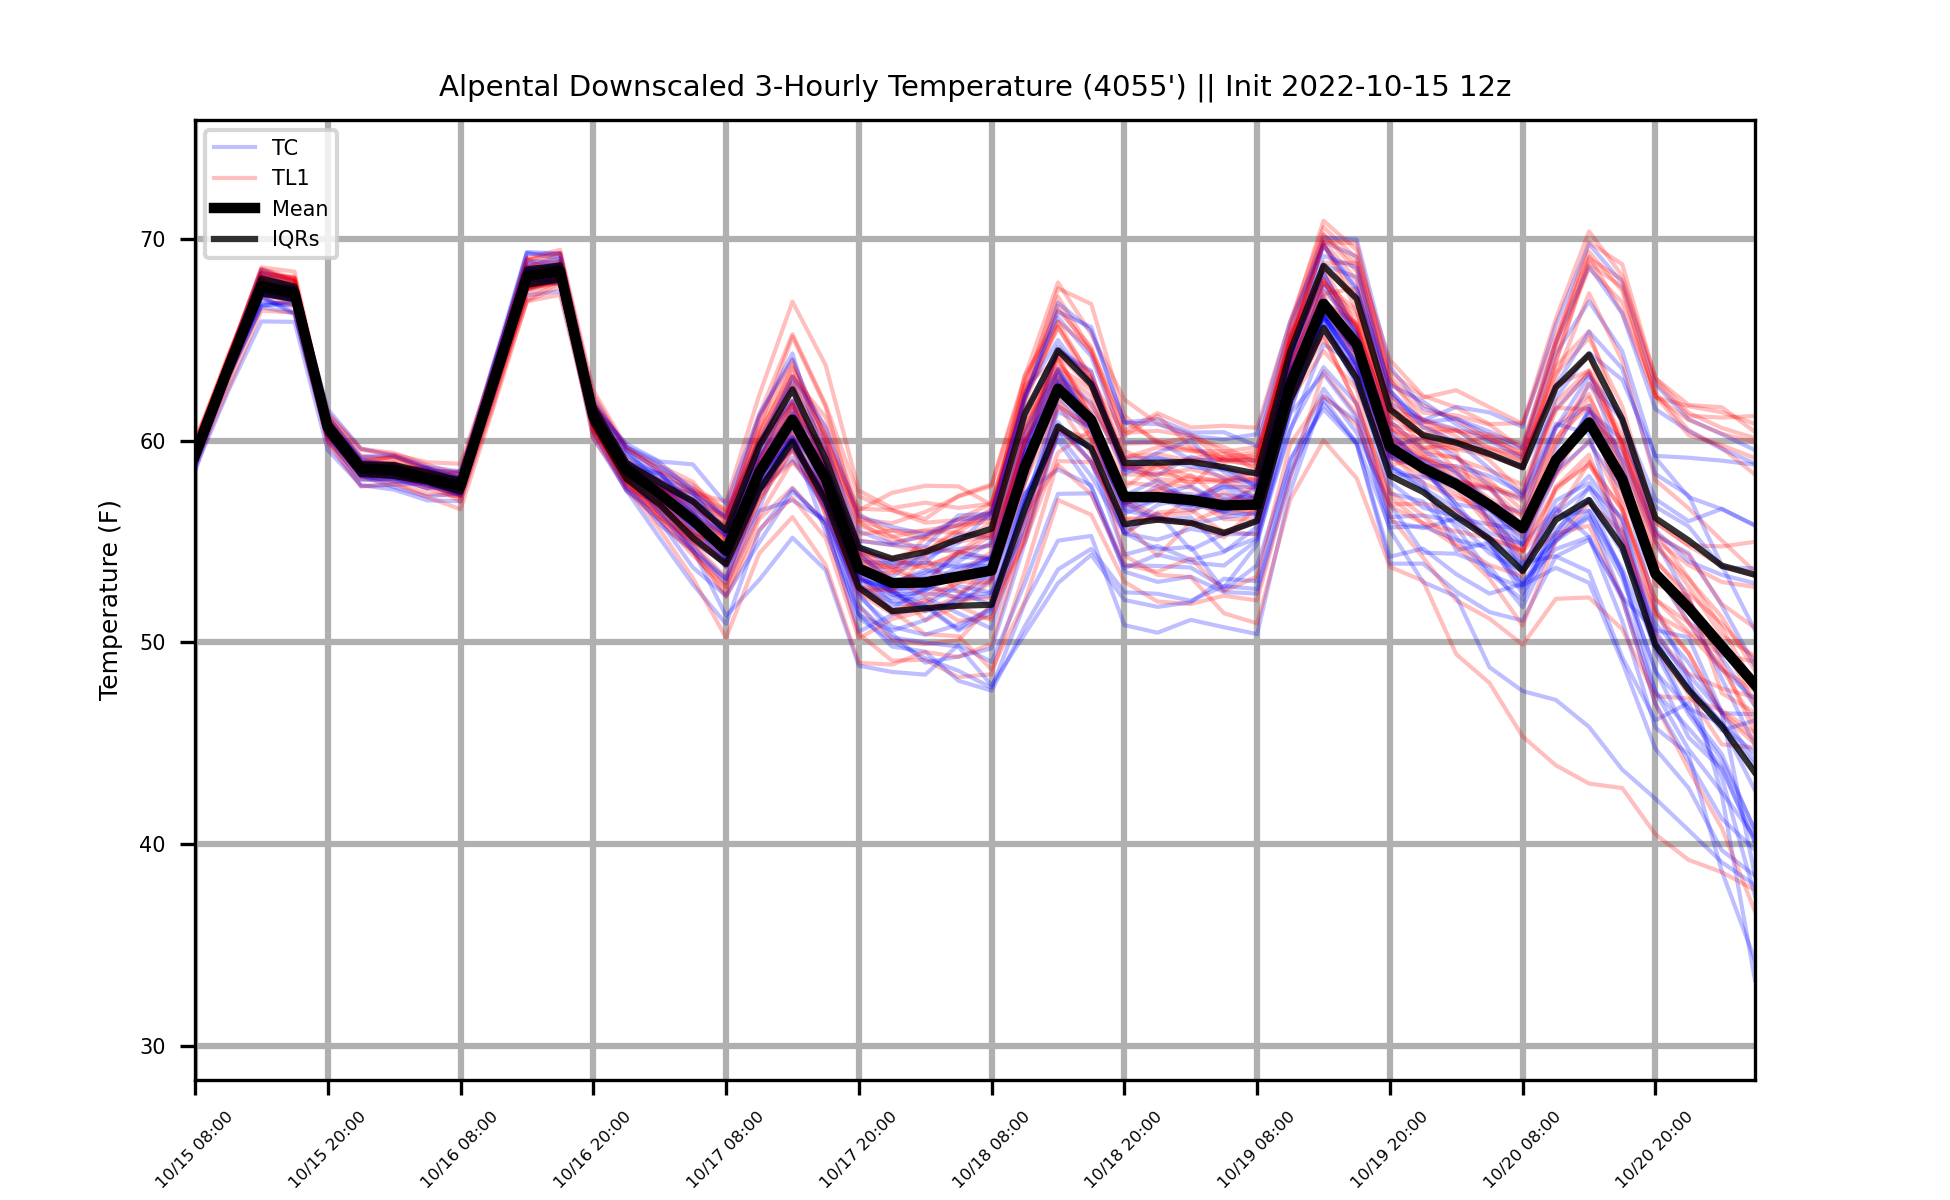 Alpental Downscaled 3-Hourly Temperature (4055') || Init 2022-10-15 12z
TC
TL1
Mean
IQRs
Temperature (F)
70
60
50
40
30
10/15 08:00
10/15 20:00
10/16 08:00
10/16 20:00
10/17 08:00
10/17 20:00
10/18 08:00
10/18 20:00
10/19 08:00
10/19 20:00
10/20 08:00
10/20 20:00